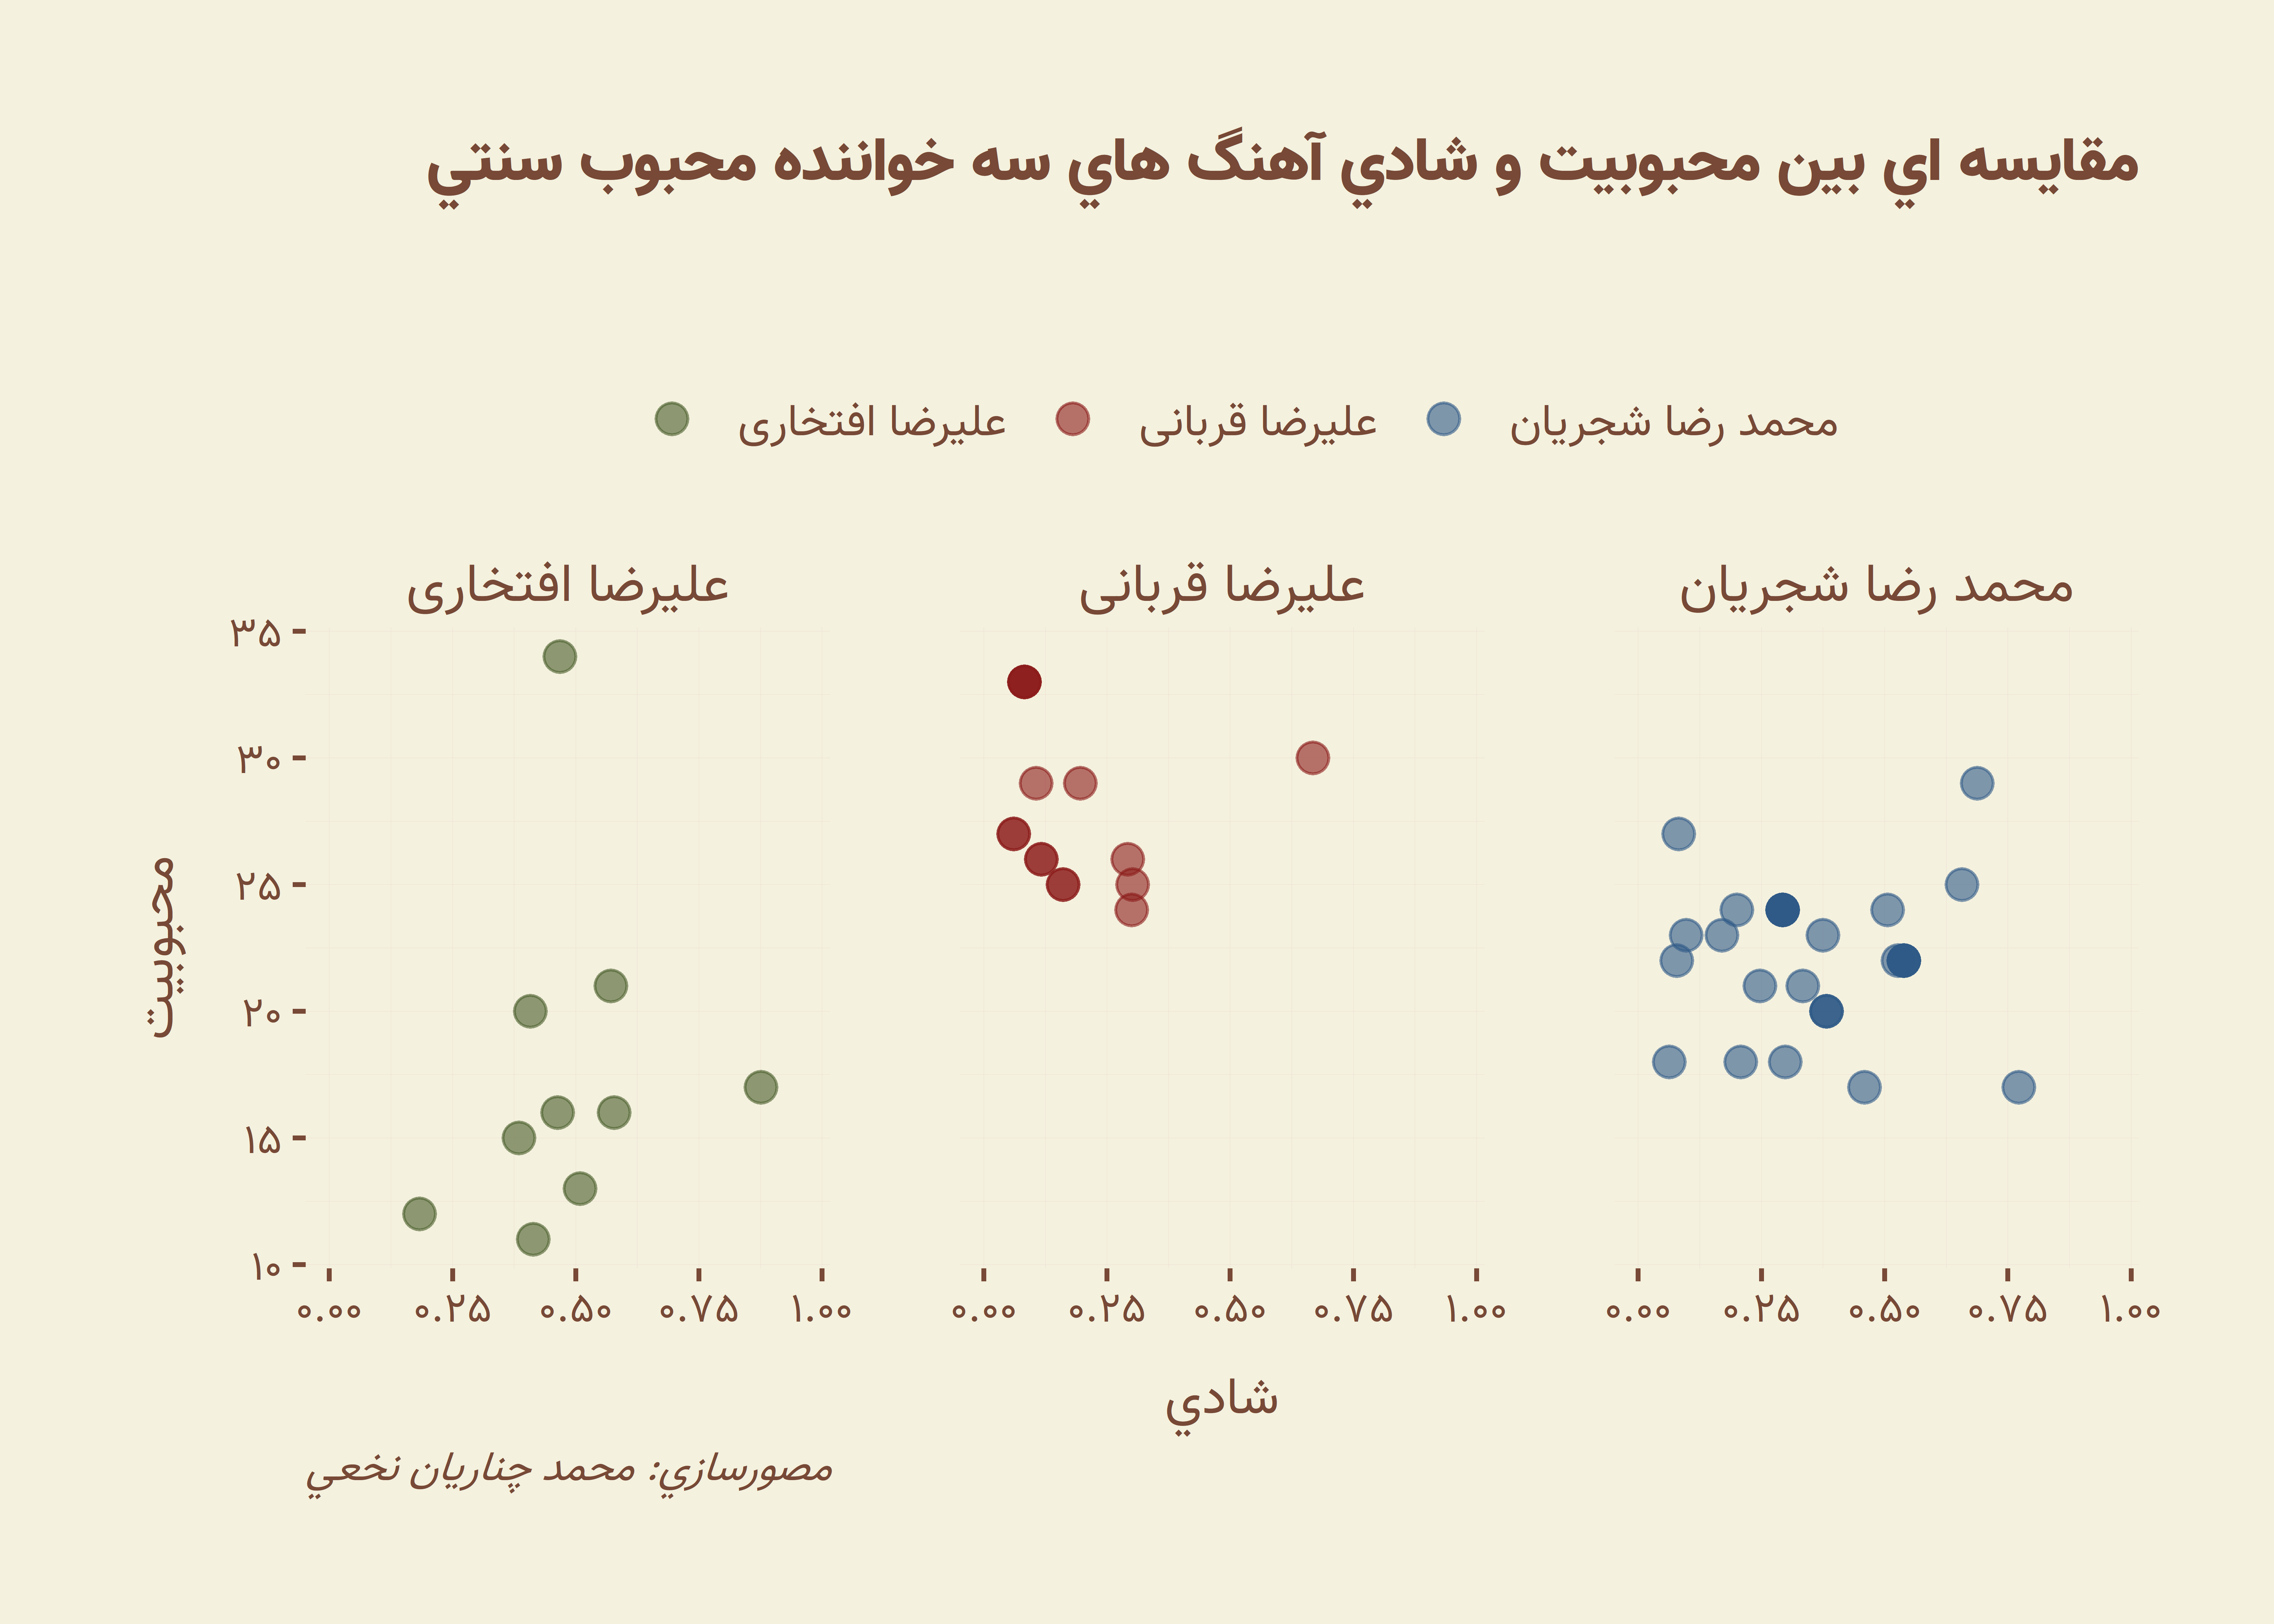 مقايسه اي بين محبوبيت و شادي آهنگ هاي سه خواننده محبوب سنتي
علیرضا افتخاری علیرضا قربانی محمد رضا شجریان
علیرضا افتخاری علیرضا قربانی محمد رضا شجریان
محبوبيت
۳۵
۳۰
۲۵
۲۰
۱۵
۱۰
۰.۰۰ ۰.۲۵ ۰.۵۰ ۰.۷۵ ۱.۰۰ ۰.۰۰ ۰.۲۵ ۰.۵۰ ۰.۷۵ ۱.۰۰ ۰.۰۰ ۰.۲۵ ۰.۵۰ ۰.۷۵ ۱.۰۰
شادي
مصورسازي: محمد چناريان نخعي